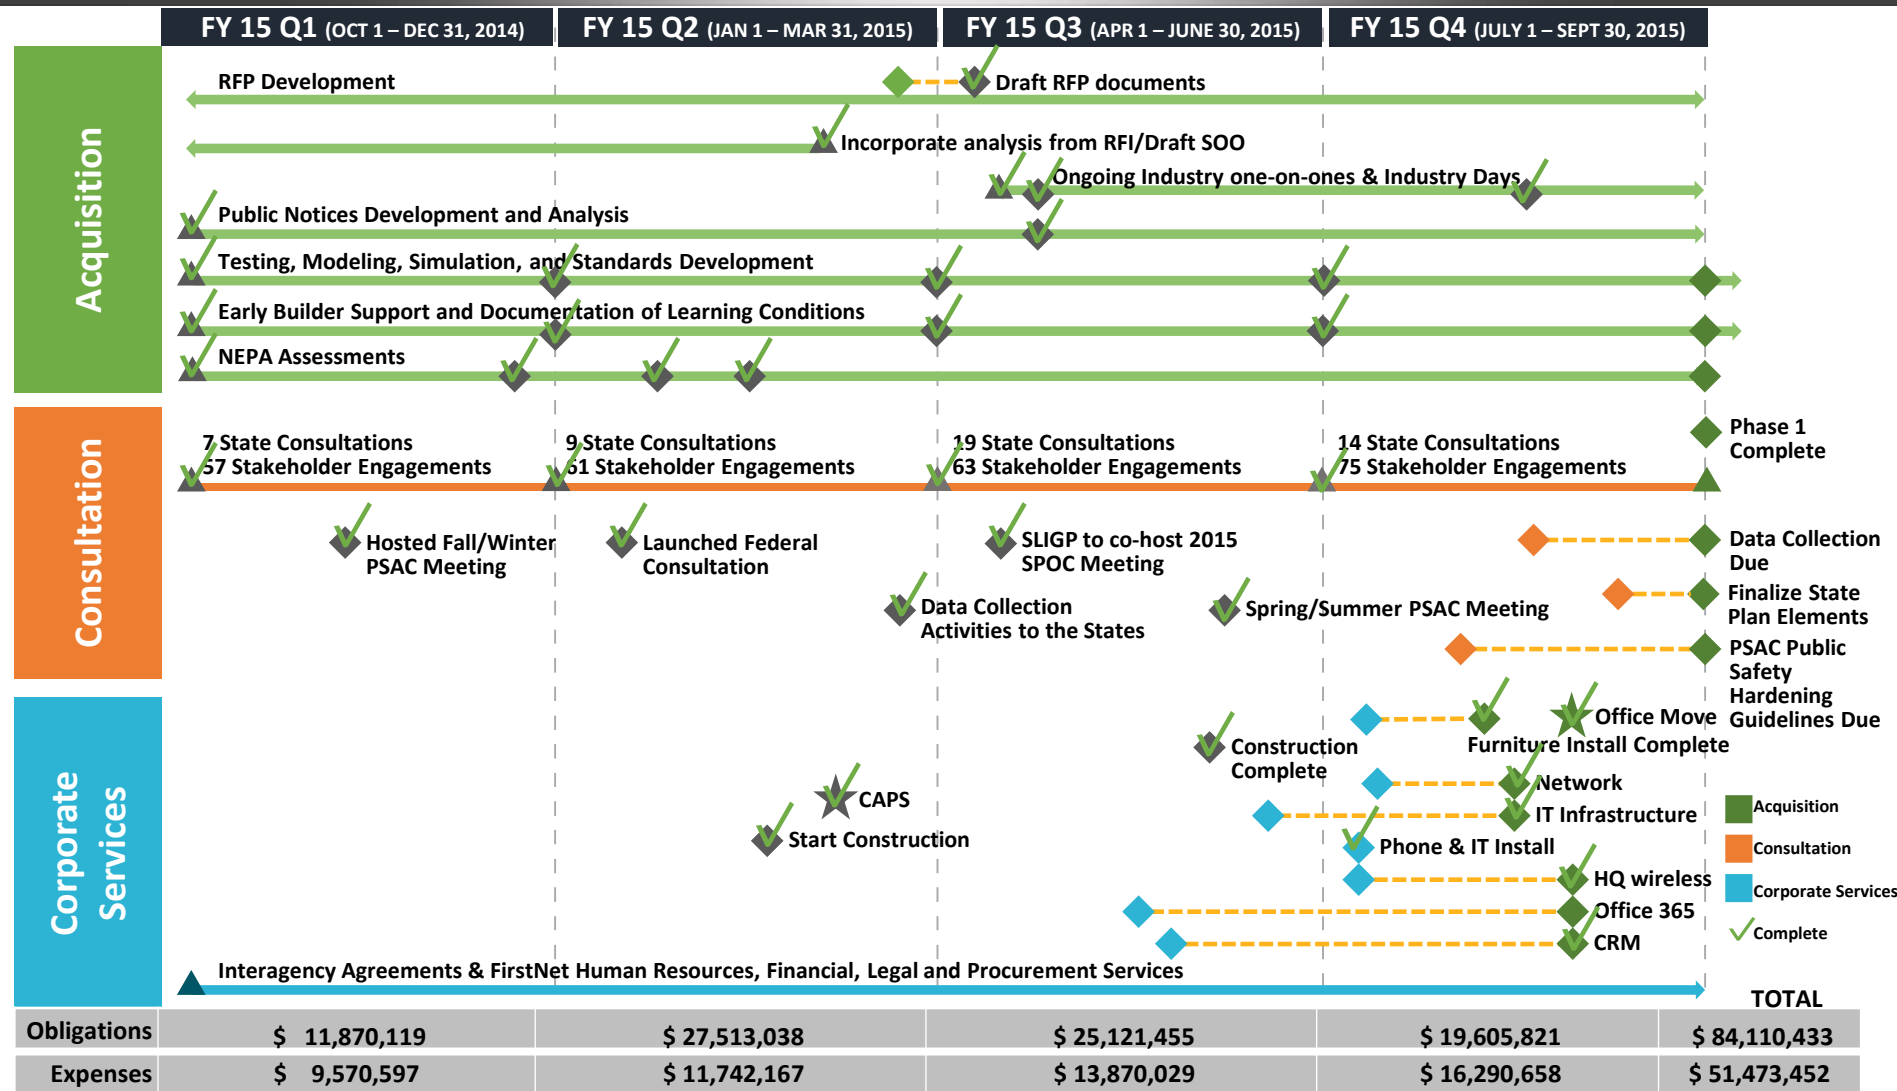 FY 15 Q1 (OCT 1 – DEC 31, 2014)
FY 15 Q2 (JAN 1 – MAR 31, 2015)
FY 15 Q3 (APR 1 – JUNE 30, 2015)
FY 15 Q4 (JULY 1 – SEPT 30, 2015)
Acquisition
RFP Development
Draft RFP documents
Incorporate analysis from RFI/Draft SOO
Ongoing Industry one-on-ones & Industry Days
Public Notices Development and Analysis
Testing, Modeling, Simulation, and Standards Development
Early Builder Support and Documentation of Learning Conditions
NEPA Assessments
Consultation
7 State Consultations
57 Stakeholder Engagements
9 State Consultations
61 Stakeholder Engagements
19 State Consultations
63 Stakeholder Engagements
14 State Consultations
75 Stakeholder Engagements
Phase 1
Complete
Hosted Fall/Winter
PSAC Meeting
Launched Federal
Consultation
SLIGP to co-host 2015
SPOC Meeting
Data Collection
Due
Data Collection
Activities to the States
Spring/Summer PSAC Meeting
Finalize State
Plan Elements
PSAC Public
Safety
Hardening
Guidelines Due
Corporate
Services
Office Move
Furniture Install Complete
Construction
Complete
Network
CAPS
IT Infrastructure
Start Construction
Phone & IT Install
HQ wireless
Office 365
CRM
Interagency Agreements & FirstNet Human Resources, Financial, Legal and Procurement Services
Acquisition
Consultation
Corporate Services
Complete
TOTAL
Obligations $ 11,870,119 $ 27,513,038 $ 25,121,455 $ 19,605,821 $ 84,110,433
Expenses $ 9,570,597 $ 11,742,167 $ 13,870,029 $ 16,290,658 $ 51,473,452